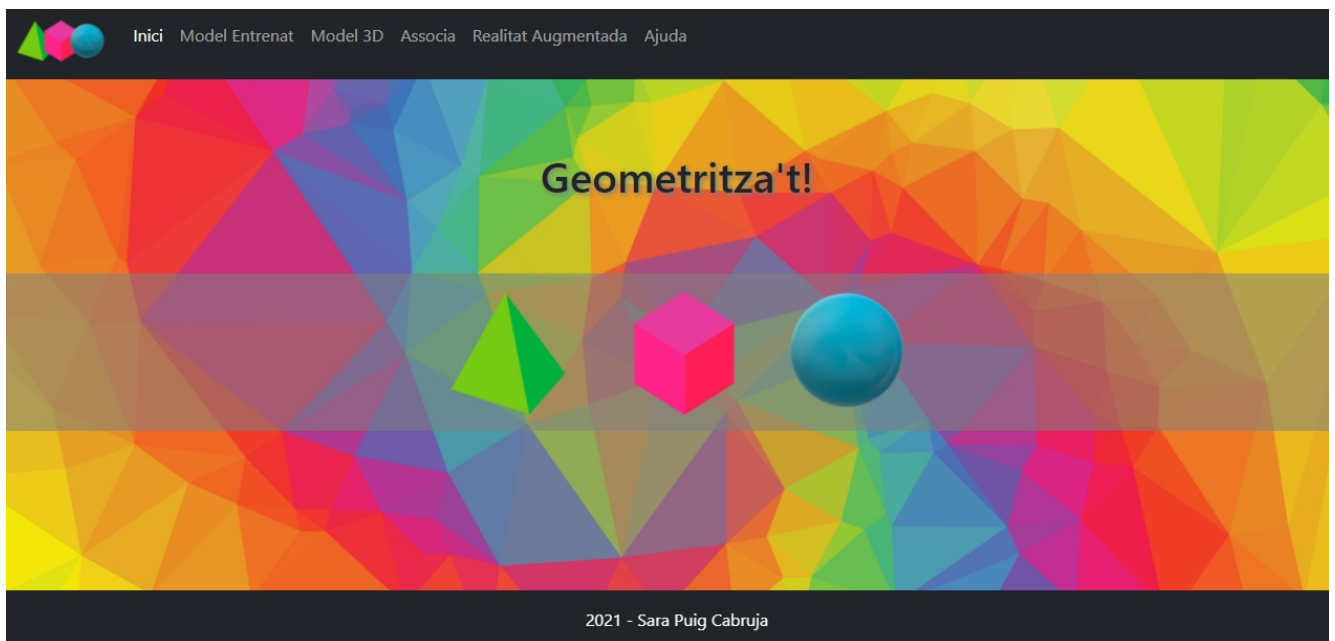 Inici Model Entrenat Model 3D Associa Realitat Augmentada Ajuda
Geometritza't!
2021 - Sara Puig Cabruja